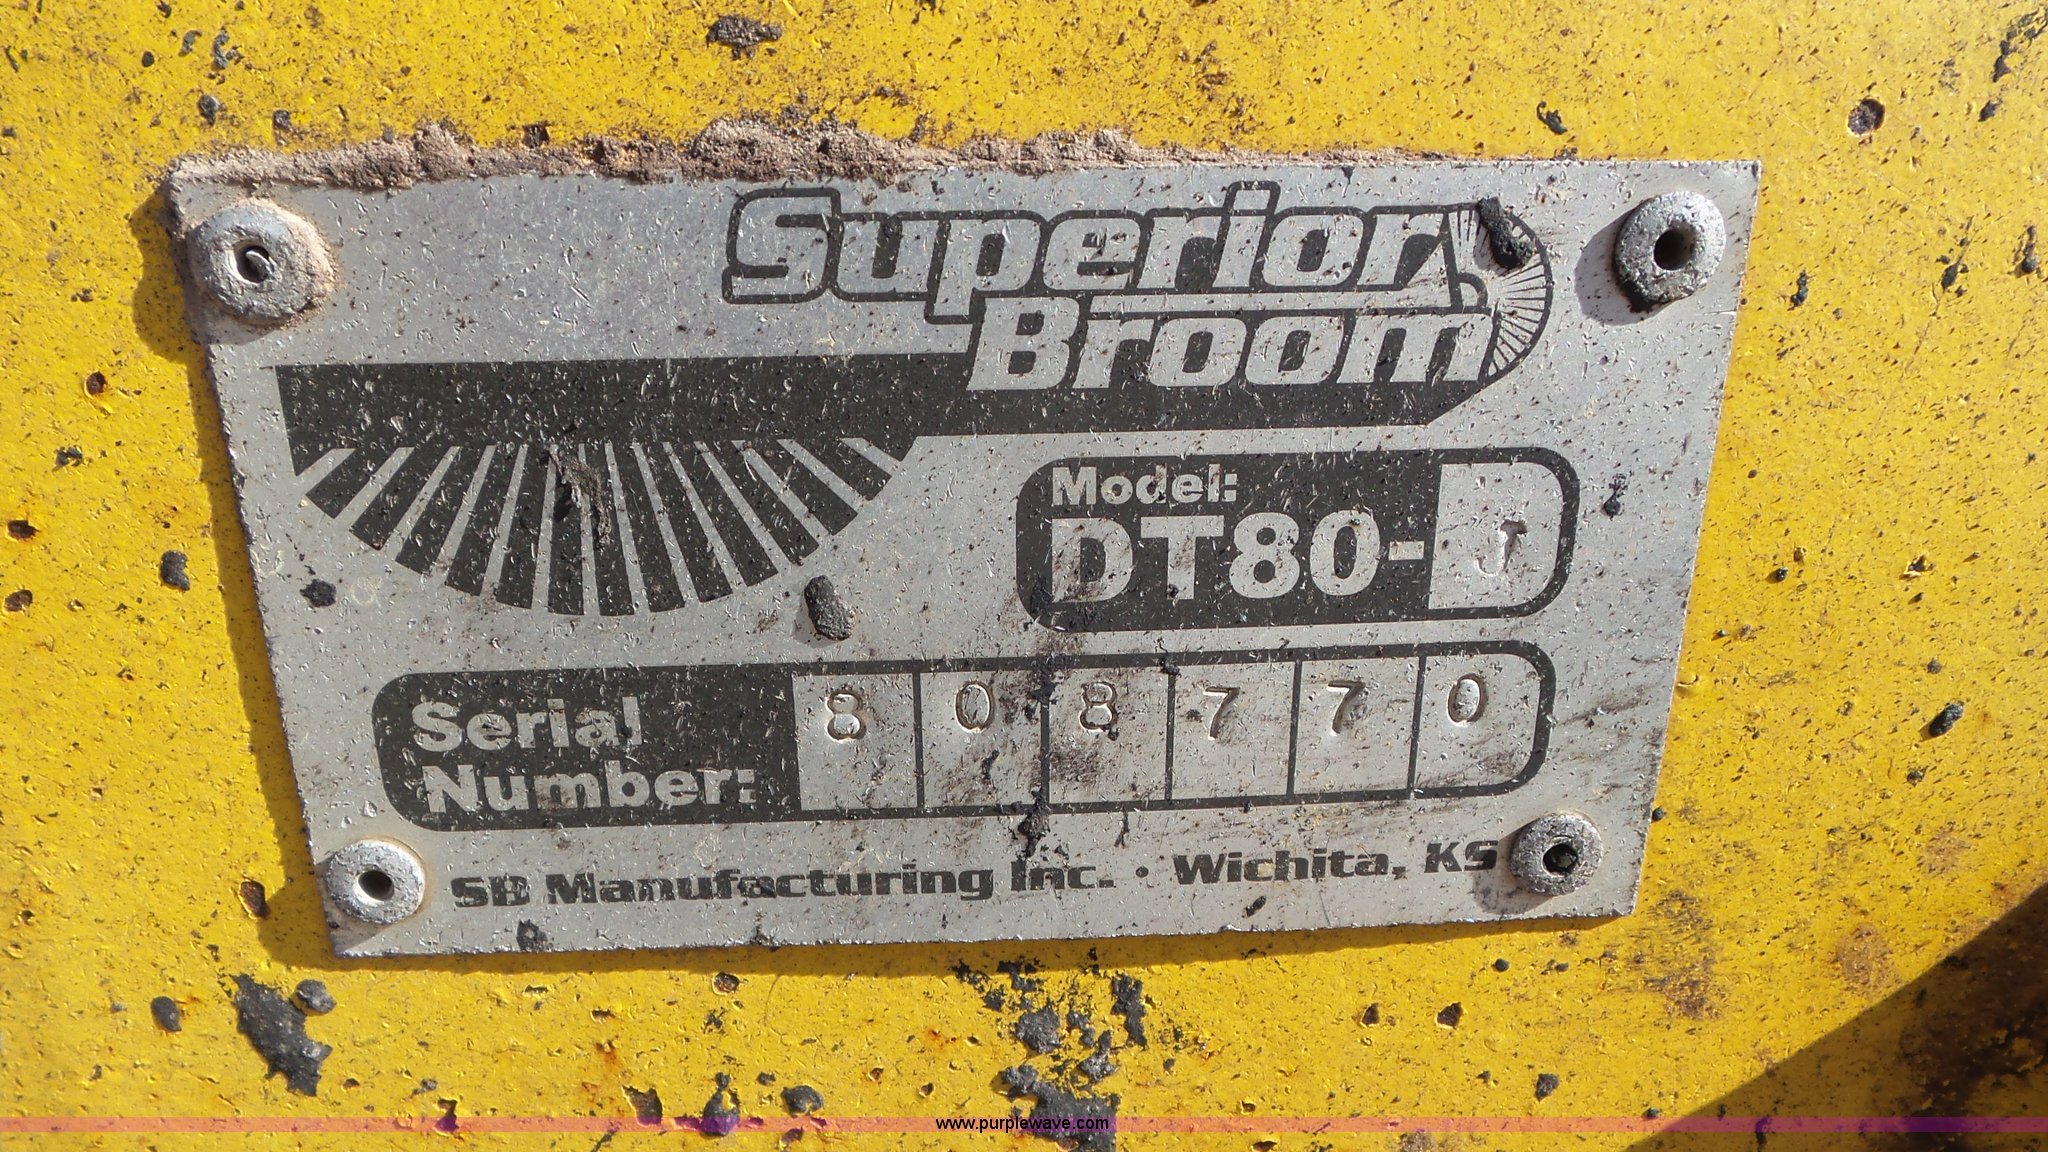 Superior
Broom
Model:
DT80-J
Serial
Number: 808770
SB Manufacturing Inc. · Wichita, KS
www.purplewave.com